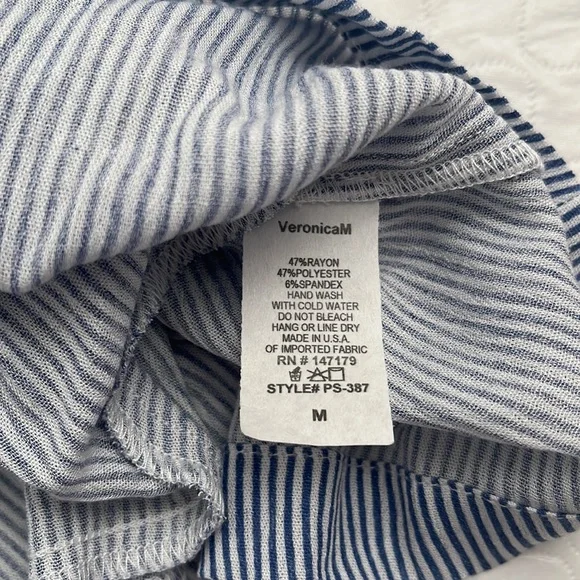 VeronicaM
47%RAYON
47%POLYESTER
6%SPANDEX
HAND WASH
WITH COLD WATER
DO NOT BLEACH
HANG OR LINE DRY
MADE IN U.S.A.
OF IMPORTED FABRIC
RN # 147179
STYLE# PS-387
M